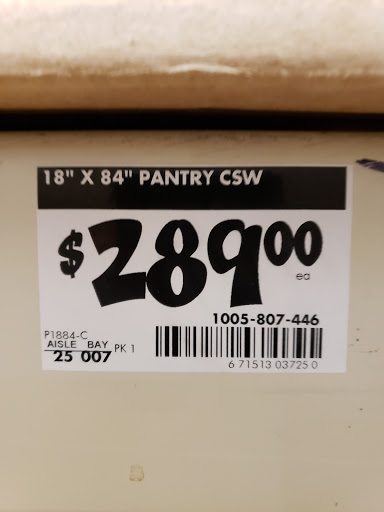 18" X 84" PANTRY CSW
$289.00
ea
1005-807-446
P1884-C
AISLE BAY
25 007 PK 1
6 71513 03725 0